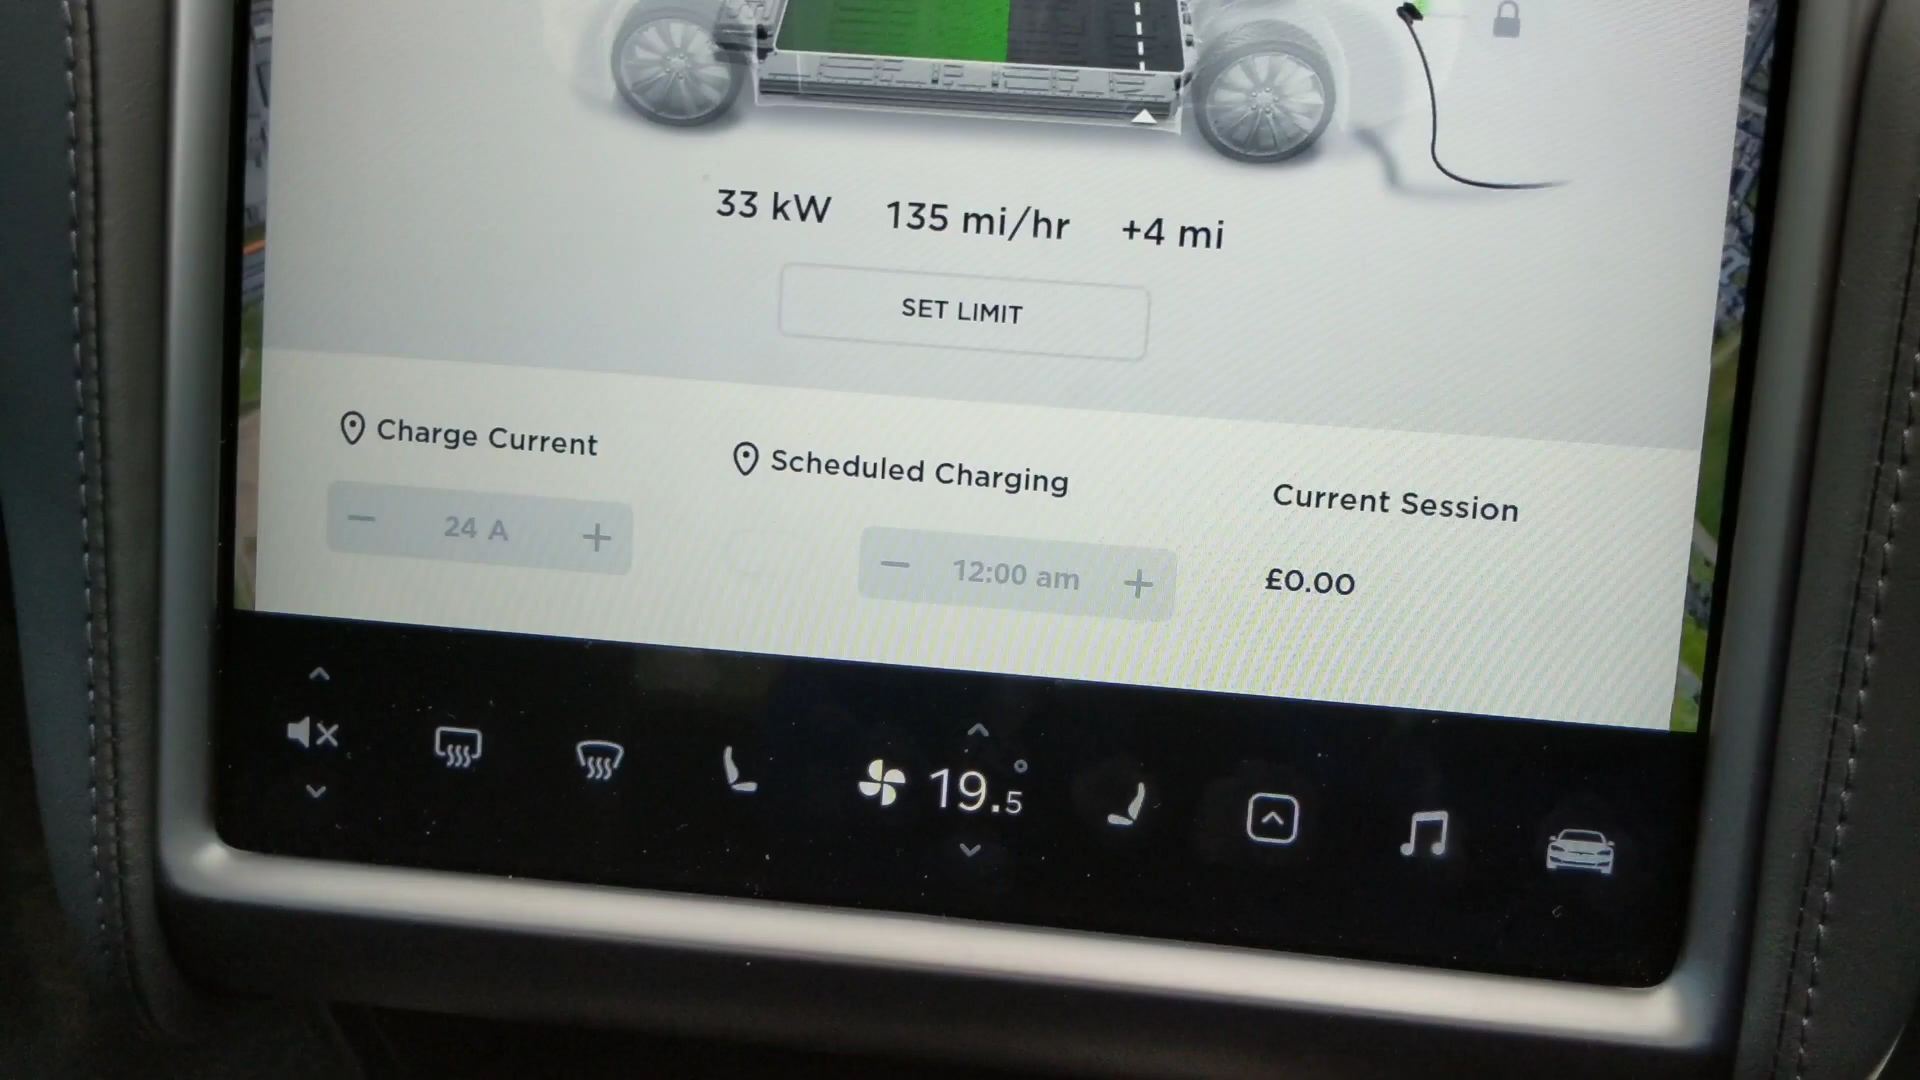 33 kW 135 mi/hr +4 mi
SET LIMIT
Charge Current
24 A
Scheduled Charging
12:00 am
Current Session
£0.00
19.5°